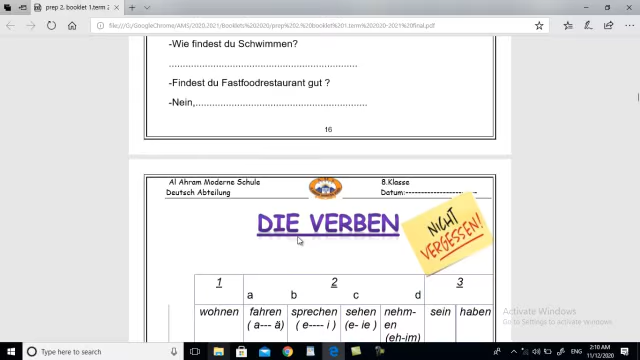 prep 2. booklet 1.term 2
file:///G:/GoogleChrome/AMS/2020.2021/Booklets%202020/prep%202.%20booklet%201.term%202020-2021%20final.pdf
-Wie findest du Schwimmen?
............................................................
-Findest du Fastfoodrestaurant gut ?
-Nein,......................................................
16
Al Ahram Moderne Schule
Deutsch Abteilung
8.Klasse
Datum:------------------------
DIE VERBEN
NICHT
VERGESSEN!
1 2 3
a b c d
wohnen fahren sprechen sehen nehm- sein haben
( a--- ä) ( e---- i ) (e- ie) en
(eh-im)
Activate Windows
Go to Settings to activate Windows.
Type here to search
ENG
2:10 AM
11/12/2020